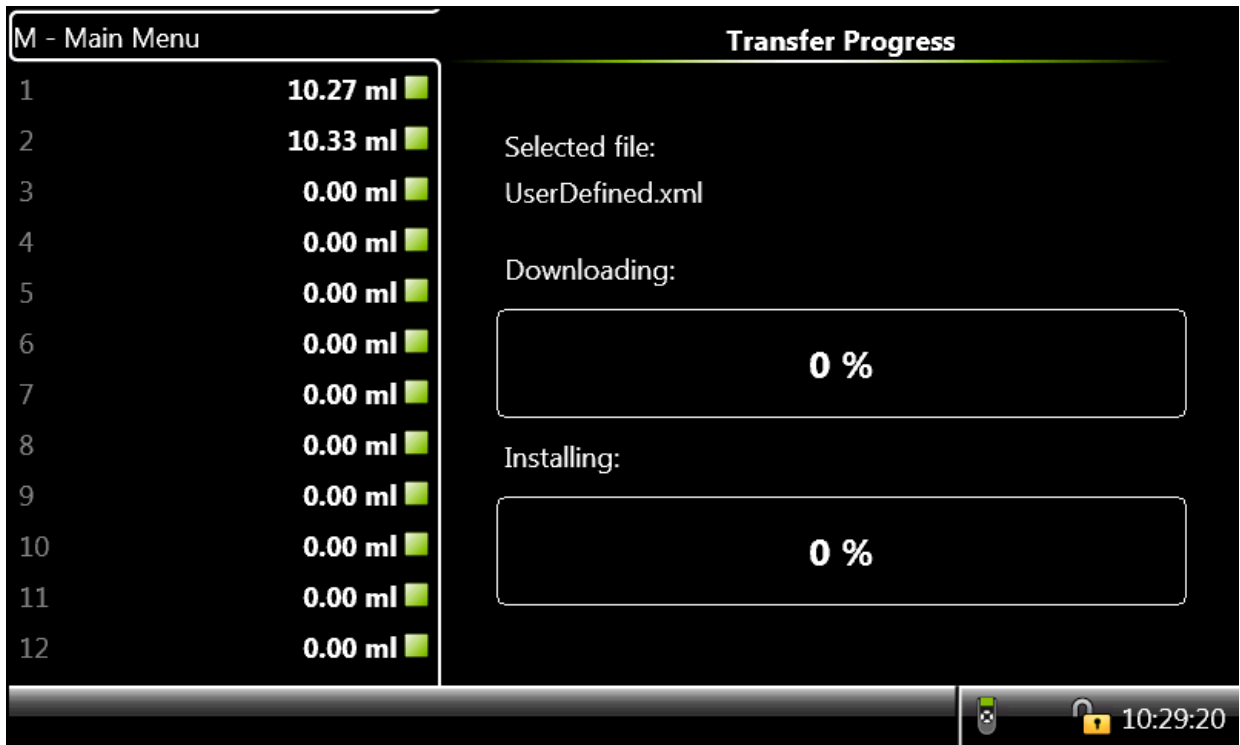 M - Main Menu
1 10.27 ml
2 10.33 ml
3 0.00 ml
4 0.00 ml
5 0.00 ml
6 0.00 ml
7 0.00 ml
8 0.00 ml
9 0.00 ml
10 0.00 ml
11 0.00 ml
12 0.00 ml
Transfer Progress
Selected file:
UserDefined.xml
Downloading:
0 %
Installing:
0 %
10:29:20